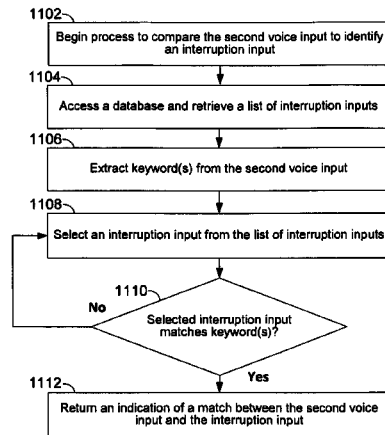 1102
Begin process to compare the second voice input to identify
an interruption input
1104
Access a database and retrieve a list of interruption inputs
1106
Extract keyword(s) from the second voice input
1108
Select an interruption input from the list of interruption inputs
1110
No
Selected interruption input
matches keyword(s)?
Yes
1112
Return an indication of a match between the second voice
input and the interruption input